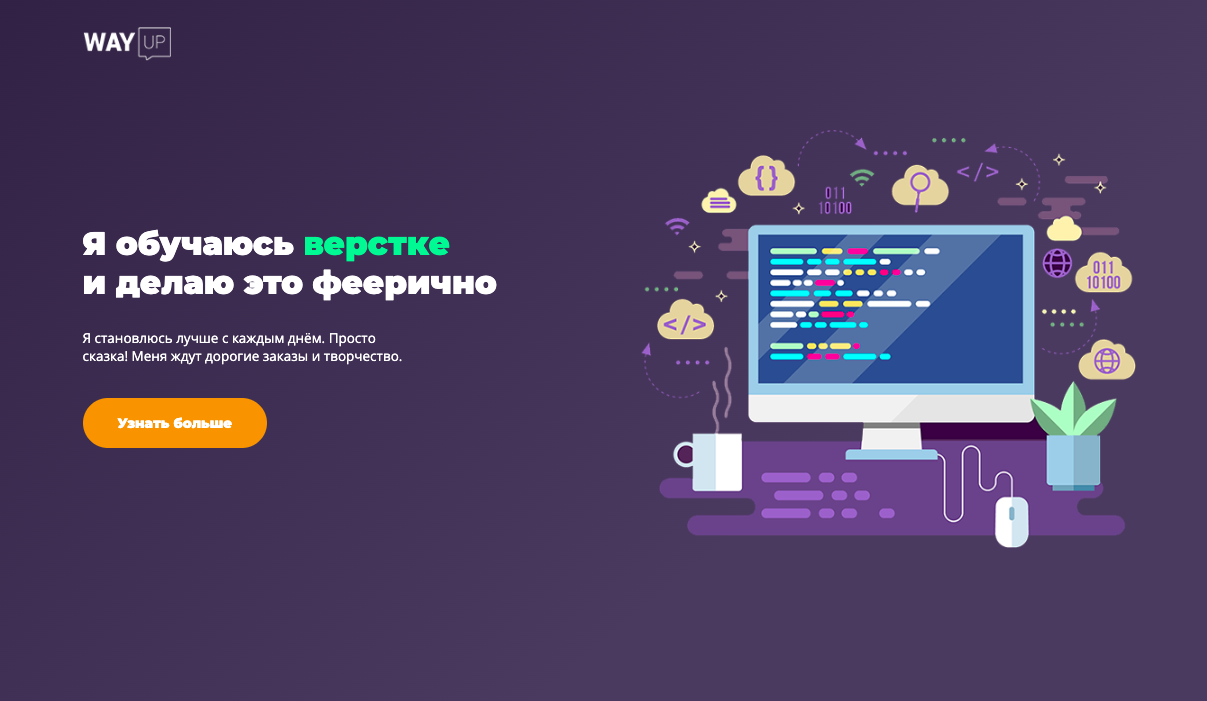 WAY UP
Я обучаюсь верстке
и делаю это феерично
Я становлюсь лучше с каждым днём. Просто
сказка! Меня ждут дорогие заказы и творчество.
Узнать больше
{ }
011
10100
</>
011
10100
</>